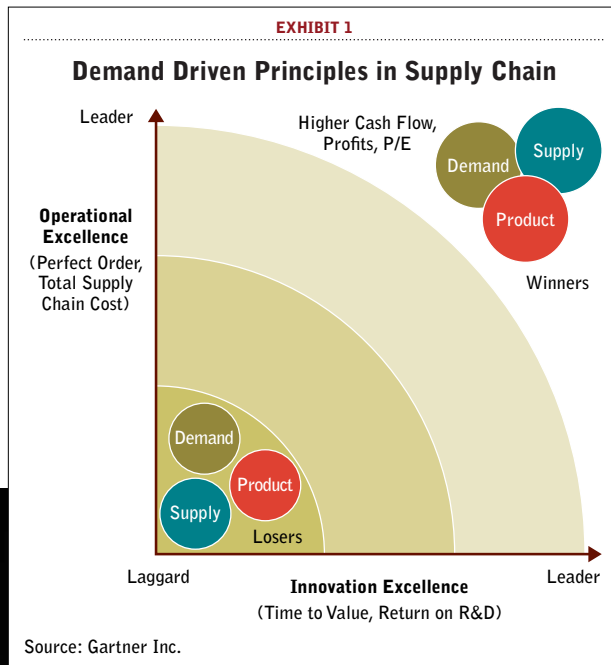 EXHIBIT 1
Demand Driven Principles in Supply Chain
Leader
Higher Cash Flow,
Profits, P/E
Demand
Supply
Product
Winners
Operational
Excellence
(Perfect Order,
Total Supply
Chain Cost)
Demand
Product
Supply
Losers
Laggard
Innovation Excellence
Leader
(Time to Value, Return on R&D)
Source: Gartner Inc.